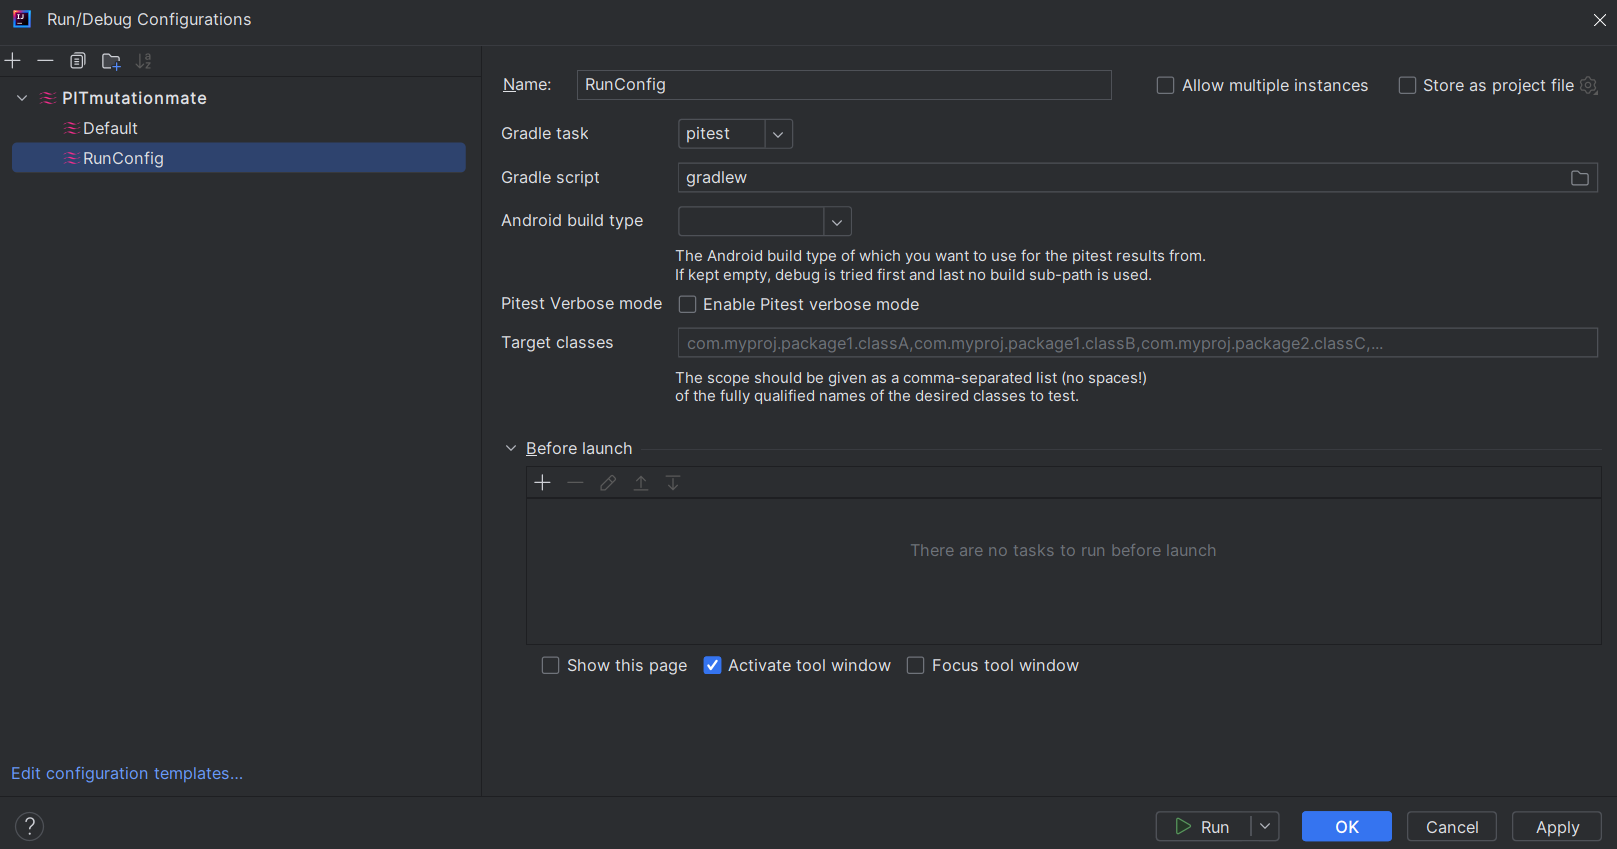 Run/Debug Configurations
PITmutationmate
Default
RunConfig
Edit configuration templates...
Name: RunConfig Allow multiple instances Store as project file
Gradle task pitest
Gradle script gradlew
Android build type
The Android build type of which you want to use for the pitest results from.
If kept empty, debug is tried first and last no build sub-path is used.
Pitest Verbose mode Enable Pitest verbose mode
Target classes com.myproj.package1.classA,com.myproj.package1.classB,com.myproj.package2.classC,...
The scope should be given as a comma-separated list (no spaces!)
of the fully qualified names of the desired classes to test.
Before launch
There are no tasks to run before launch
Show this page Activate tool window Focus tool window
? Run OK Cancel Apply